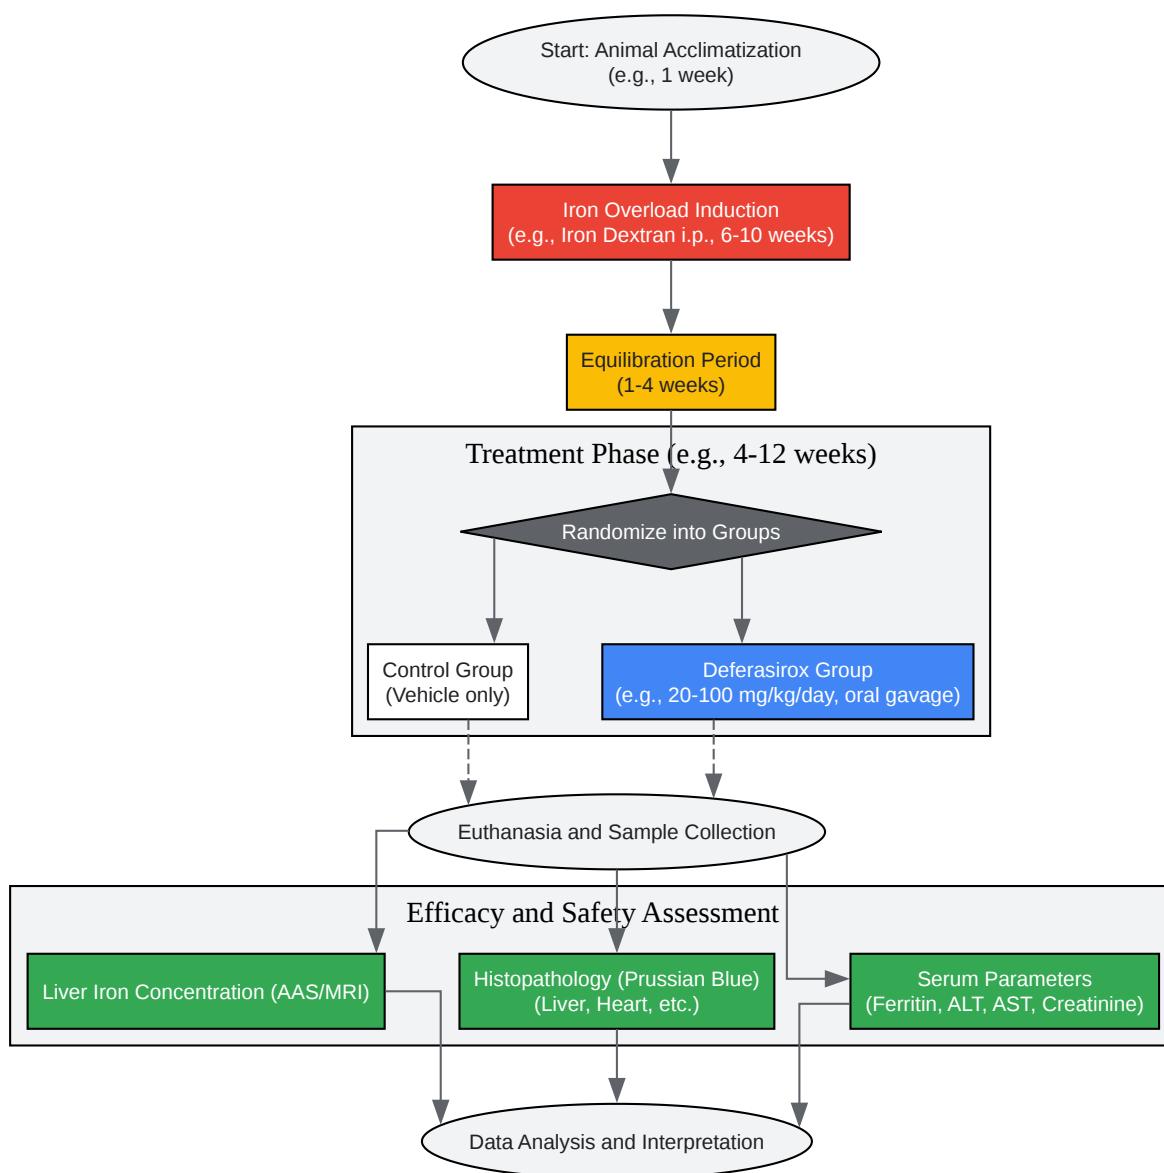 Start: Animal Acclimatization
(e.g., 1 week)
Iron Overload Induction
(e.g., Iron Dextran i.p., 6-10 weeks)
Equilibration Period
(1-4 weeks)
Treatment Phase (e.g., 4-12 weeks)
Randomize into Groups
Control Group
(Vehicle only)
Deferasirox Group
(e.g., 20-100 mg/kg/day, oral gavage)
Euthanasia and Sample Collection
Efficacy and Safety Assessment
Liver Iron Concentration (AAS/MRI)
Histopathology (Prussian Blue)
(Liver, Heart, etc.)
Serum Parameters
(Ferritin, ALT, AST, Creatinine)
Data Analysis and Interpretation